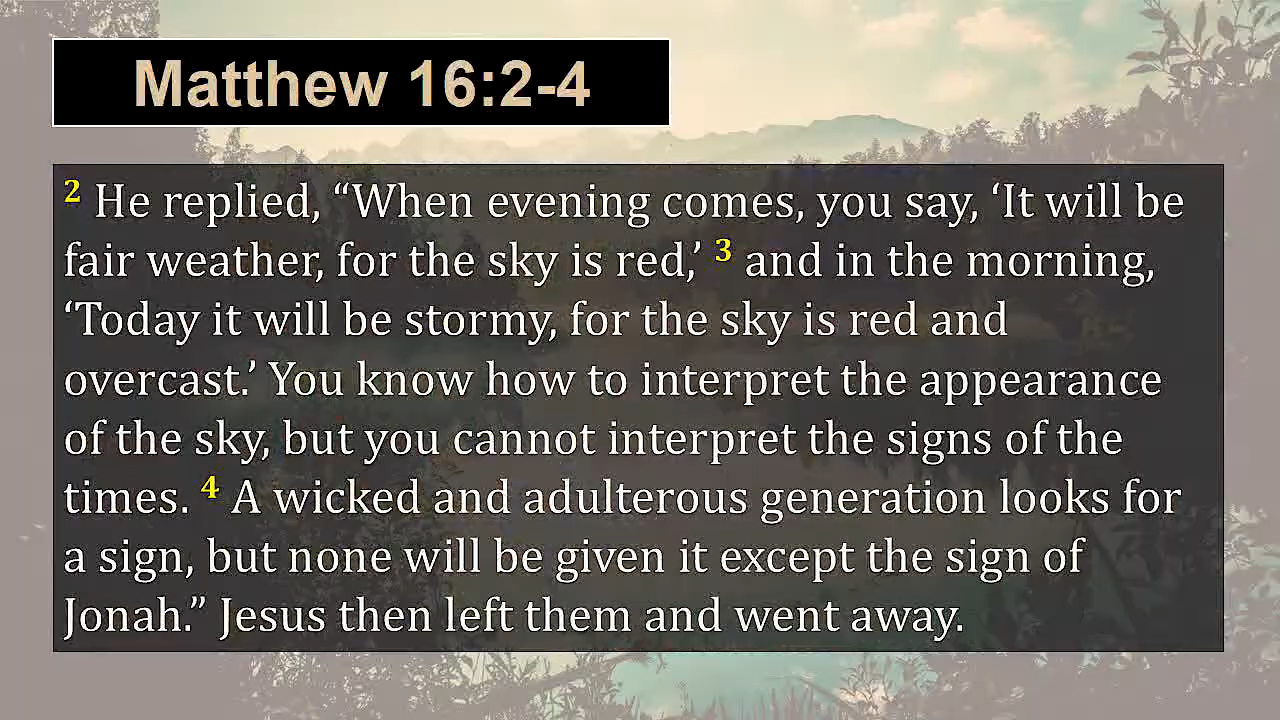 Matthew 16:2-4
2 He replied, “When evening comes, you say, ‘It will be
fair weather, for the sky is red,’ 3 and in the morning,
‘Today it will be stormy, for the sky is red and
overcast.’ You know how to interpret the appearance
of the sky, but you cannot interpret the signs of the
times. 4 A wicked and adulterous generation looks for
a sign, but none will be given it except the sign of
Jonah.” Jesus then left them and went away.